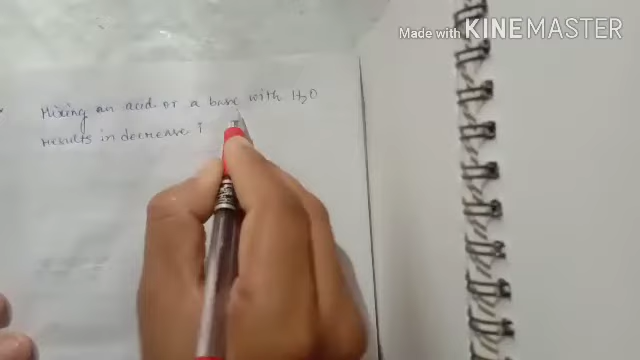 Made with KINEMASTER
Mixing an acid or a base with H₂O
results in decrease i